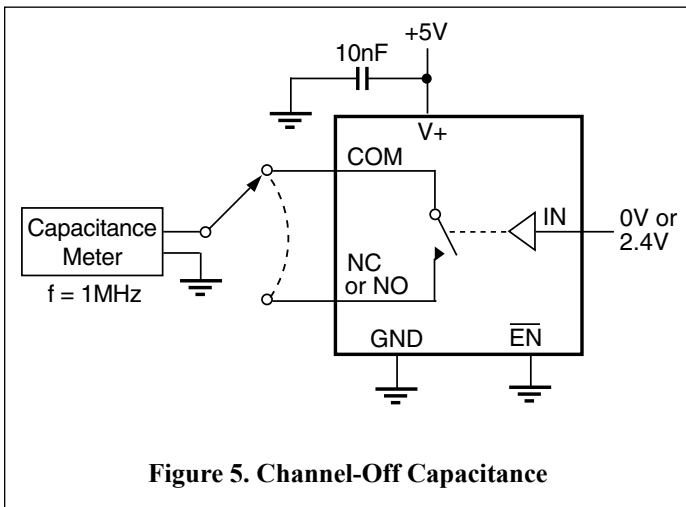 +5V
10nF
V+
COM
IN
0V or
2.4V
Capacitance
Meter
f = 1MHz
NC
or NO
GND
E̅N̅
Figure 5. Channel-Off Capacitance